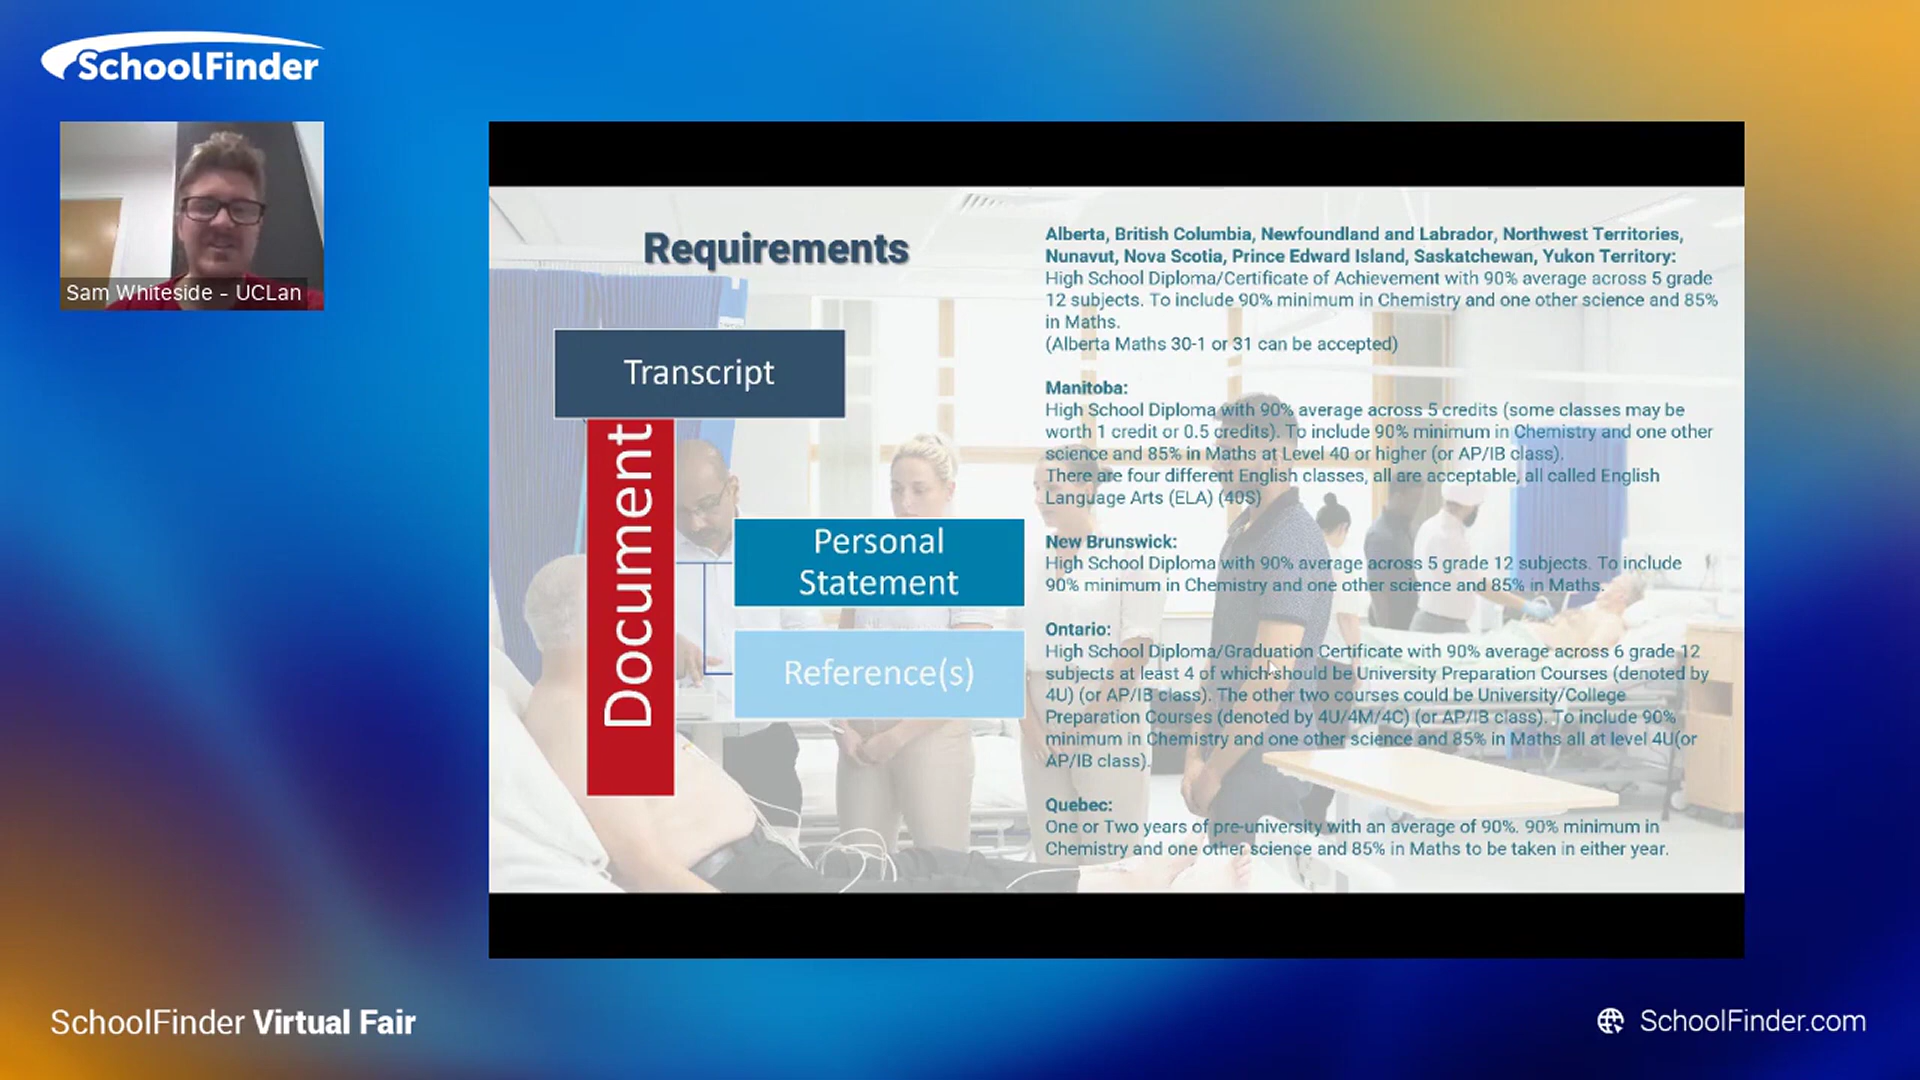 SchoolFinder
Sam Whiteside - UCLan
Requirements
Transcript
Document
Personal
Statement
Reference(s)
Alberta, British Columbia, Newfoundland and Labrador, Northwest Territories,
Nunavut, Nova Scotia, Prince Edward Island, Saskatchewan, Yukon Territory:
High School Diploma/Certificate of Achievement with 90% average across 5 grade
12 subjects. To include 90% minimum in Chemistry and one other science and 85%
in Maths.
(Alberta Maths 30-1 or 31 can be accepted)
Manitoba:
High School Diploma with 90% average across 5 credits (some classes may be
worth 1 credit or 0.5 credits). To include 90% minimum in Chemistry and one other
science and 85% in Maths at Level 40 or higher (or AP/IB class).
There are four different English classes, all are acceptable, all called English
Language Arts (ELA) (40S)
New Brunswick:
High School Diploma with 90% average across 5 grade 12 subjects. To include
90% minimum in Chemistry and one other science and 85% in Maths.
Ontario:
High School Diploma/Graduation Certificate with 90% average across 6 grade 12
subjects at least 4 of which should be University Preparation Courses (denoted by
4U) (or AP/IB class). The other two courses could be University/College
Preparation Courses (denoted by 4U/4M/4C) (or AP/IB class). To include 90%
minimum in Chemistry and one other science and 85% in Maths all at level 4U(or
AP/IB class).
Quebec:
One or Two years of pre-university with an average of 90%. 90% minimum in
Chemistry and one other science and 85% in Maths to be taken in either year.
SchoolFinder Virtual Fair
SchoolFinder.com